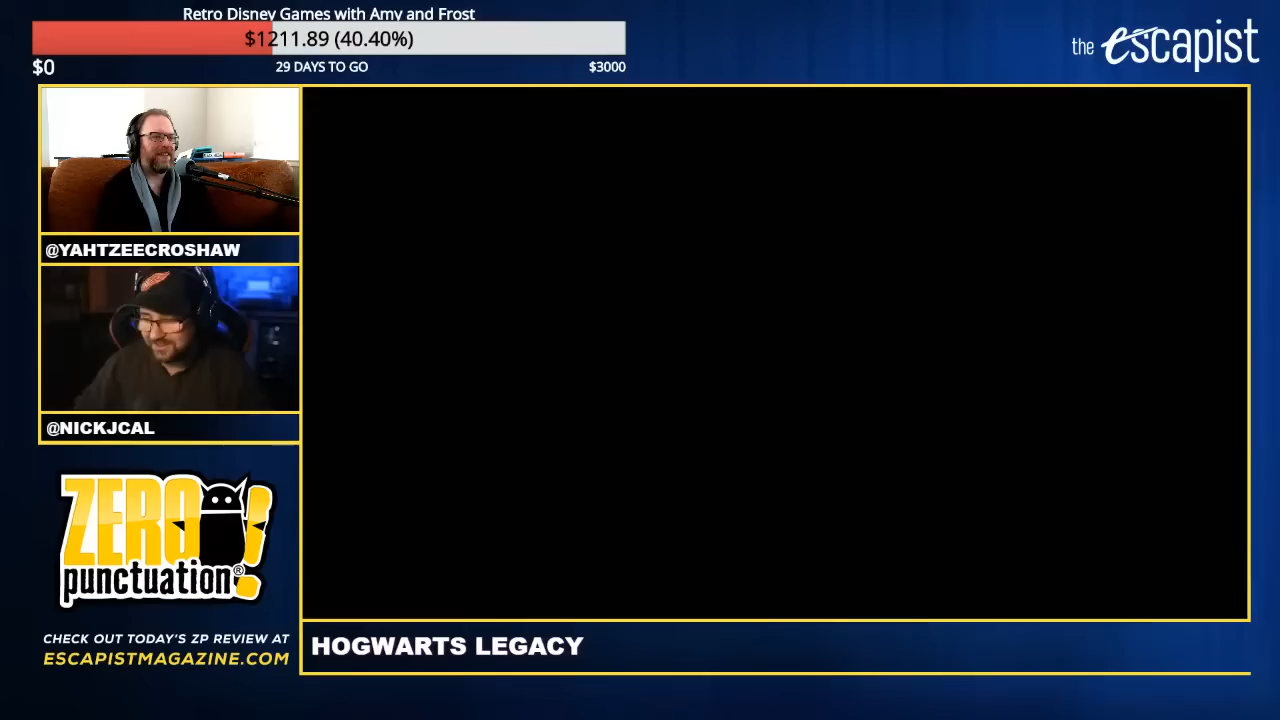 Retro Disney Games with Amy and Frost
$1211.89 (40.40%)
$0
29 DAYS TO GO
$3000
the escapist
@YAHTZEECROSHAW
@NICKJCAL
ZERO
punctuation®!
CHECK OUT TODAY'S ZP REVIEW AT
ESCAPISTMAGAZINE.COM
HOGWARTS LEGACY